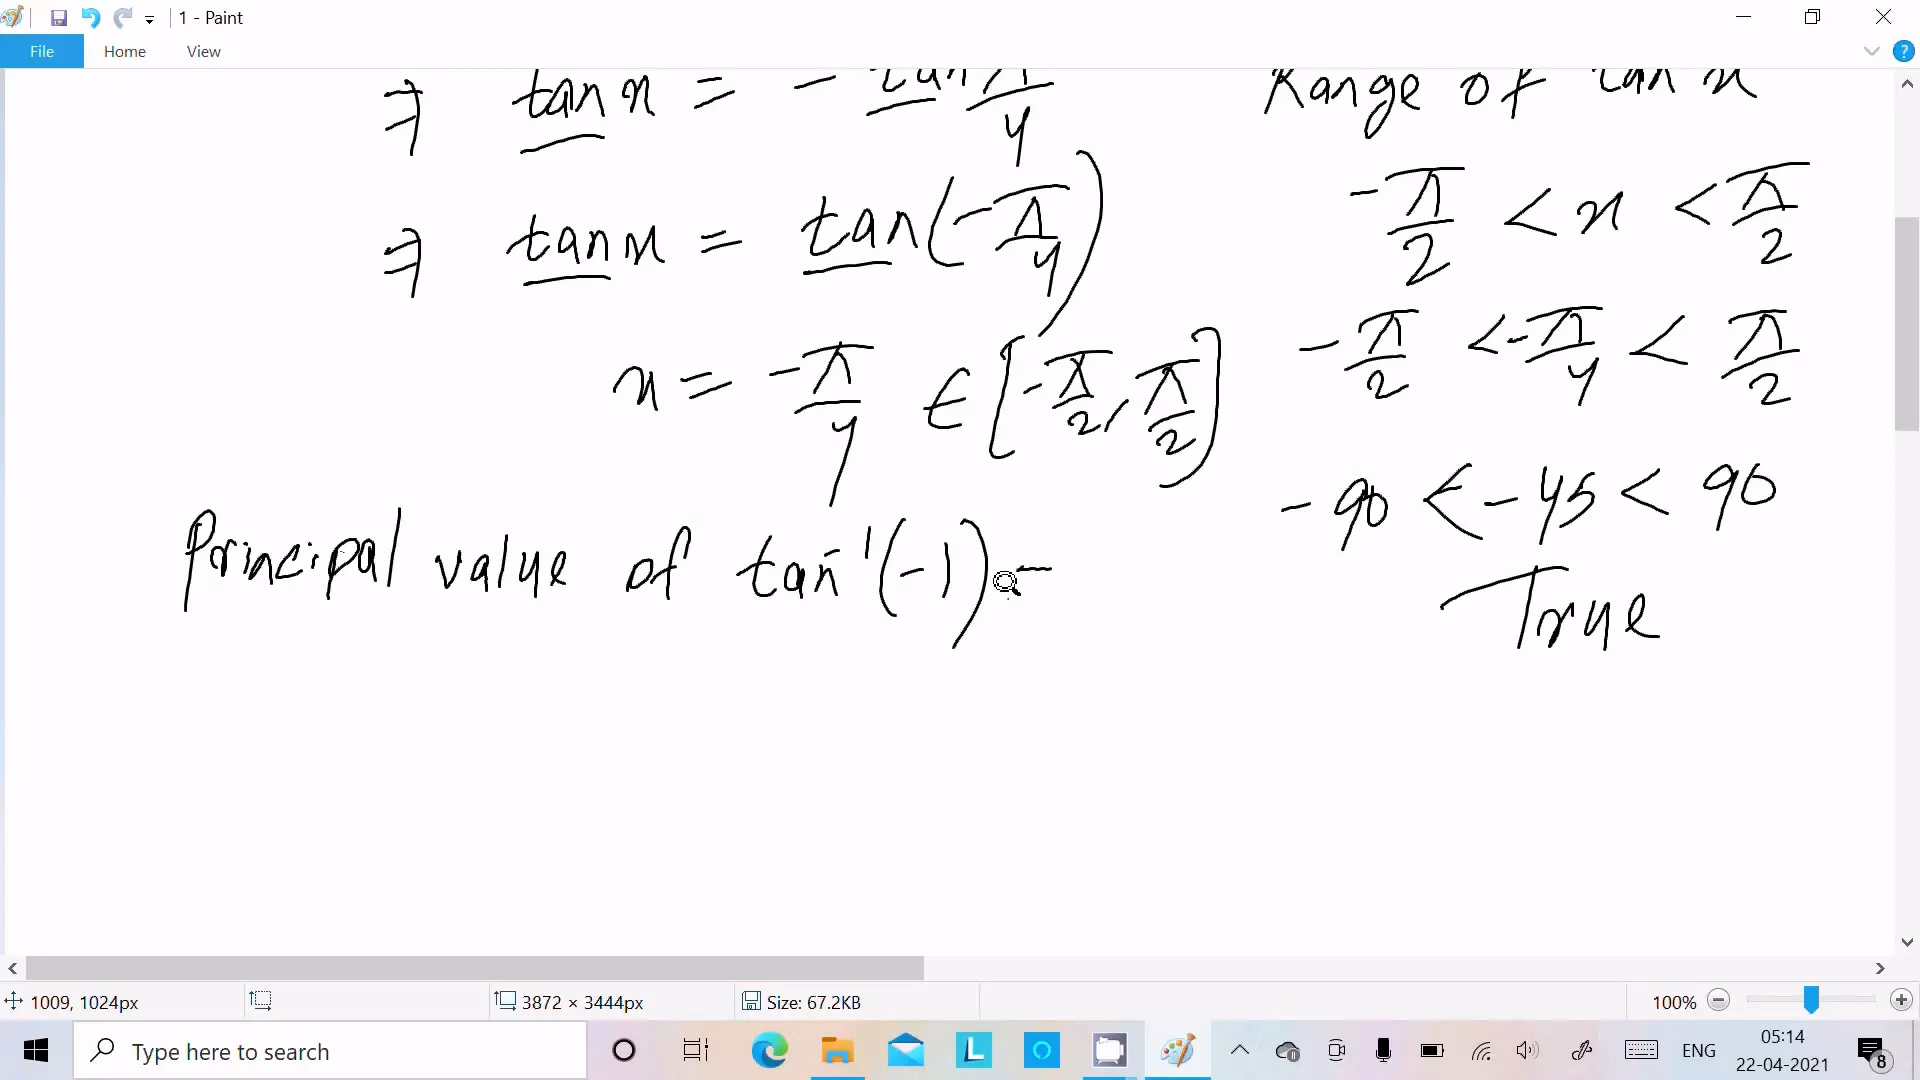 1 - Paint
File Home View
⇒ tan x = - tan π/4
⇒ tan x = tan(-π/4)
x = -π/4 ∈ [-π/2, π/2]
Principal value of tan⁻¹(-1) =
Range of tan x
-π/2 < x < π/2
-π/2 < -π/4 < π/2
-90 < -45 < 90
True
1009, 1024px 3872 × 3444px Size: 67.2KB 100%
Type here to search
ENG
05:14
22-04-2021
8